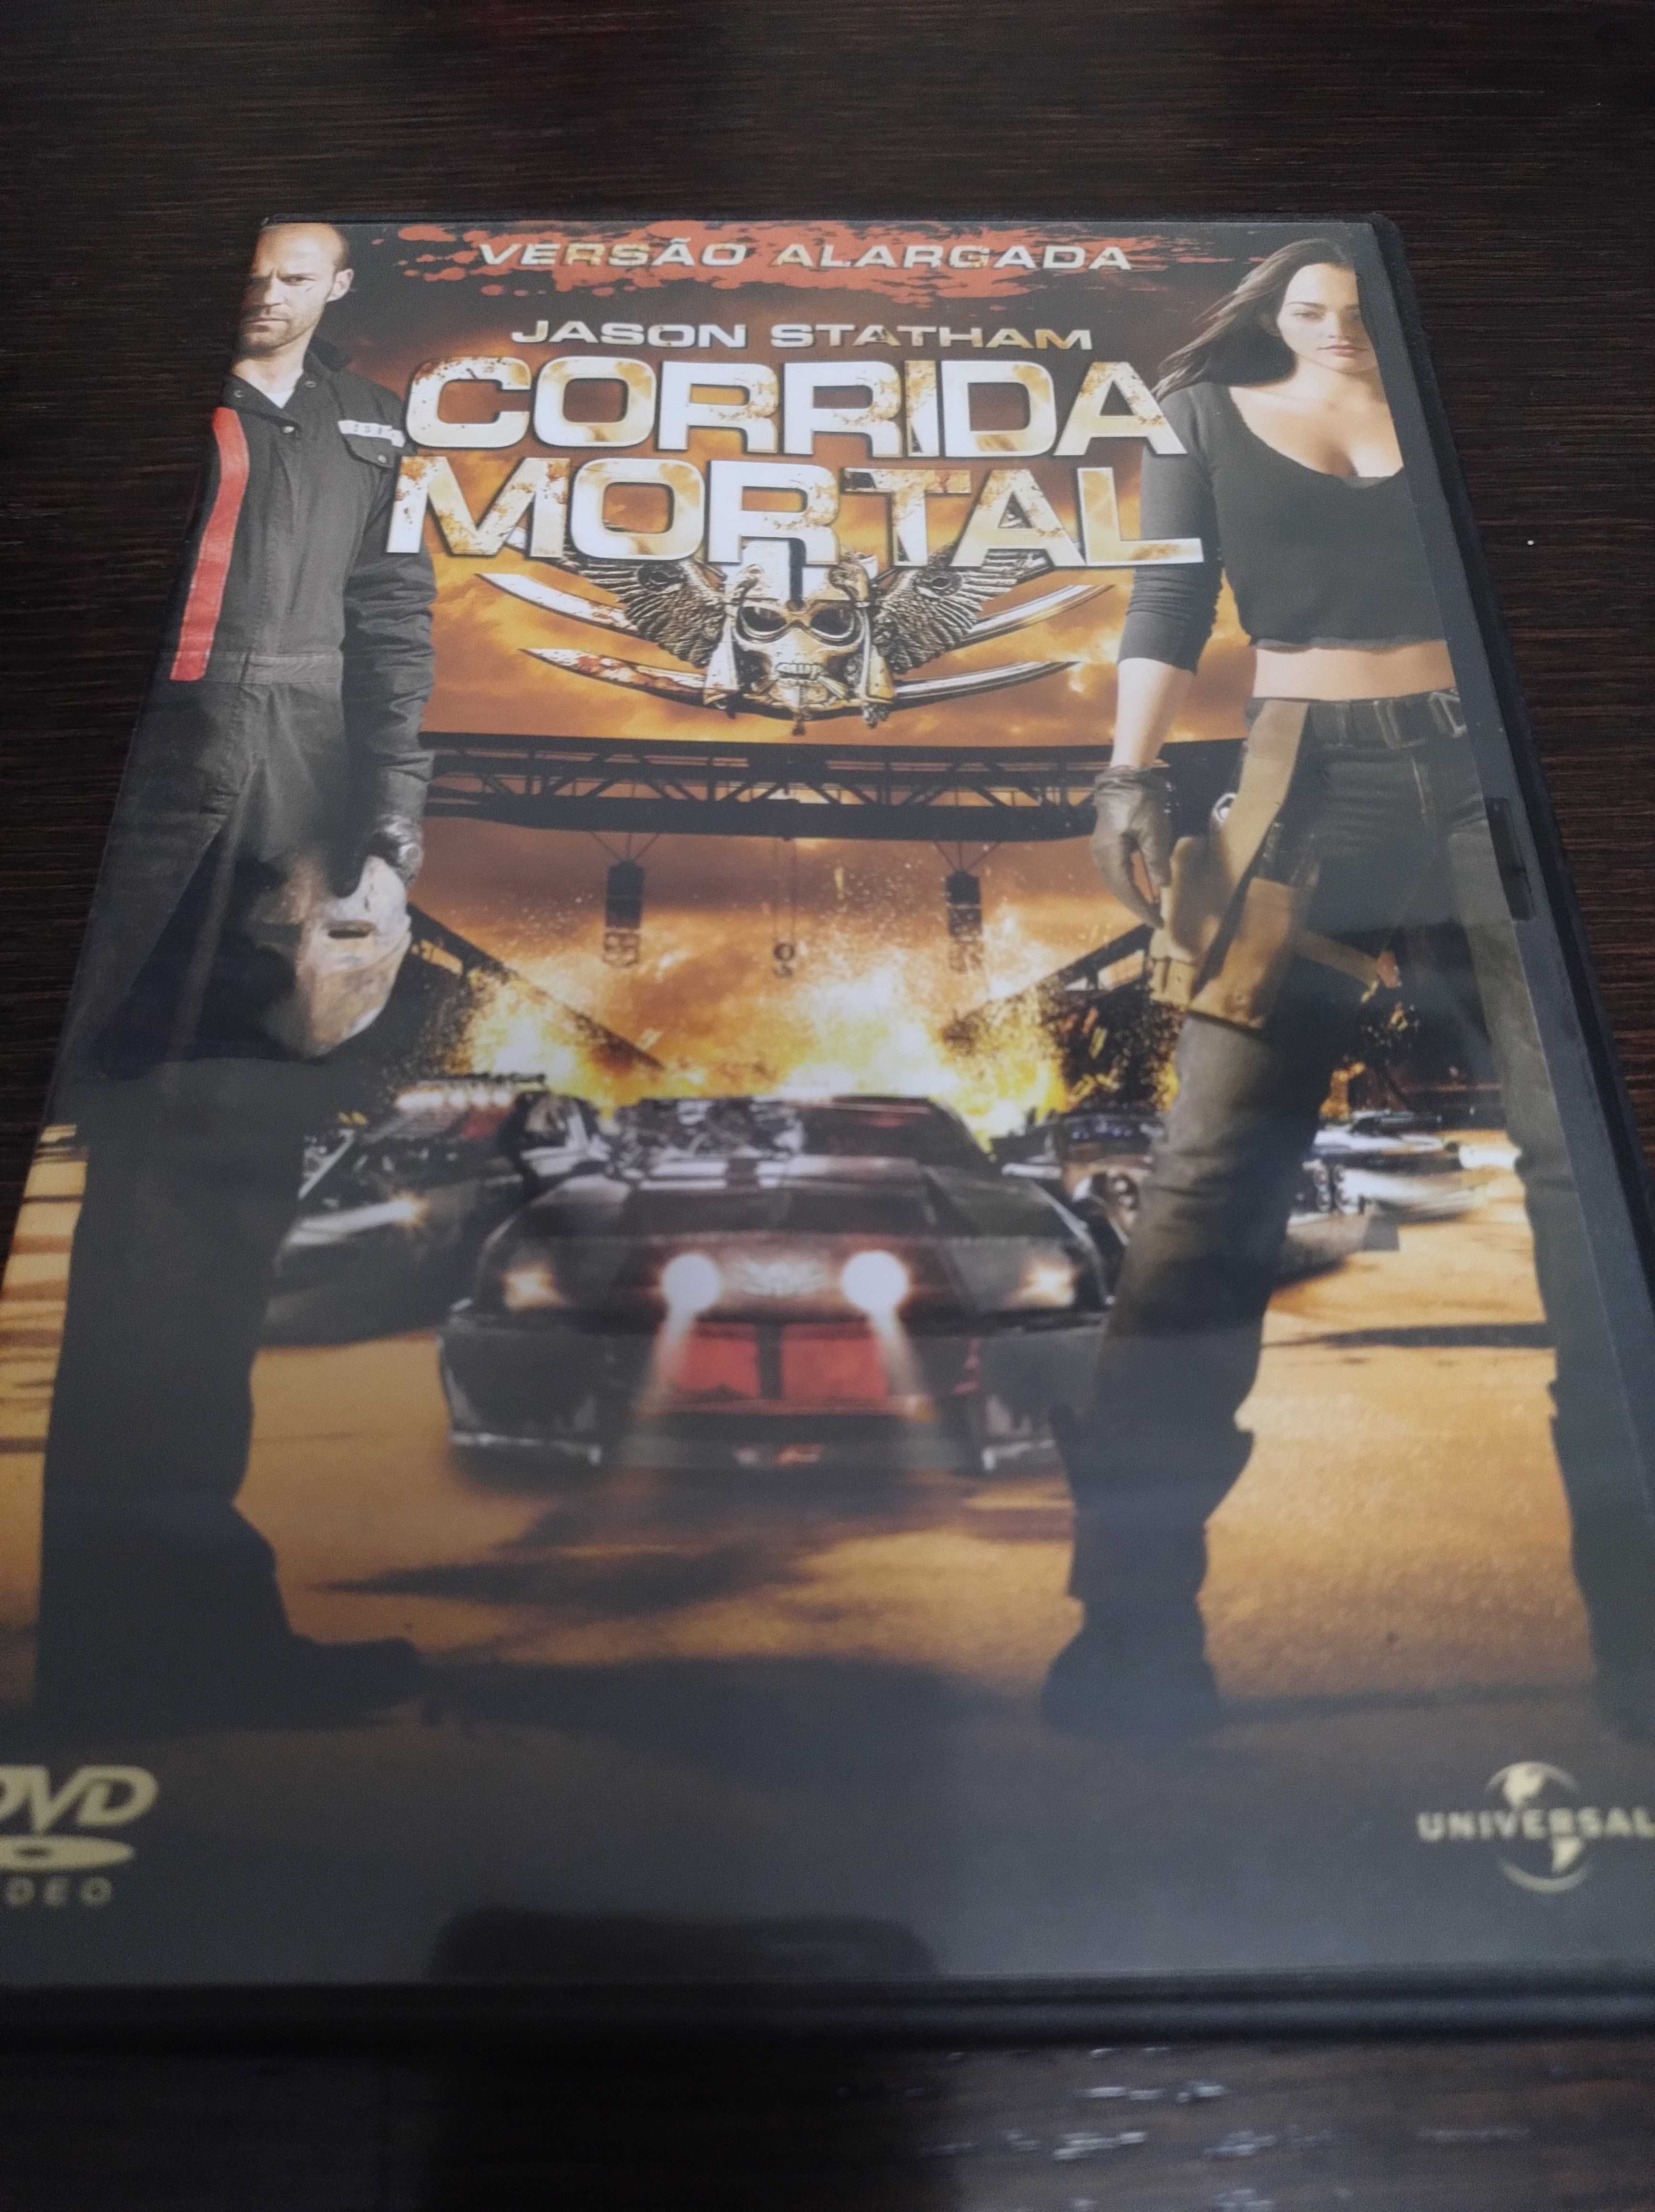 VERSÃO ALARGADA
JASON STATHAM
CORRIDA
MORTAL
DVD
UNIVERSAL